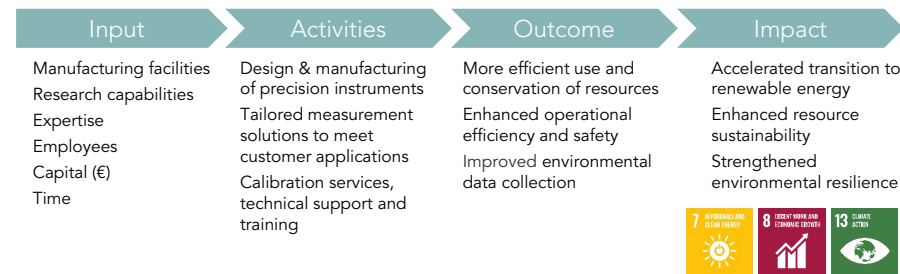 Input
Manufacturing facilities
Research capabilities
Expertise
Employees
Capital (€)
Time
Activities
Design & manufacturing
of precision instruments
Tailored measurement
solutions to meet
customer applications
Calibration services,
technical support and
training
Outcome
More efficient use and
conservation of resources
Enhanced operational
efficiency and safety
Improved environmental
data collection
Impact
Accelerated transition to
renewable energy
Enhanced resource
sustainability
Strengthened
environmental resilience
7 AFFORDABLE AND
CLEAN ENERGY
8 DECENT WORK AND
ECONOMIC GROWTH
13 CLIMATE
ACTION